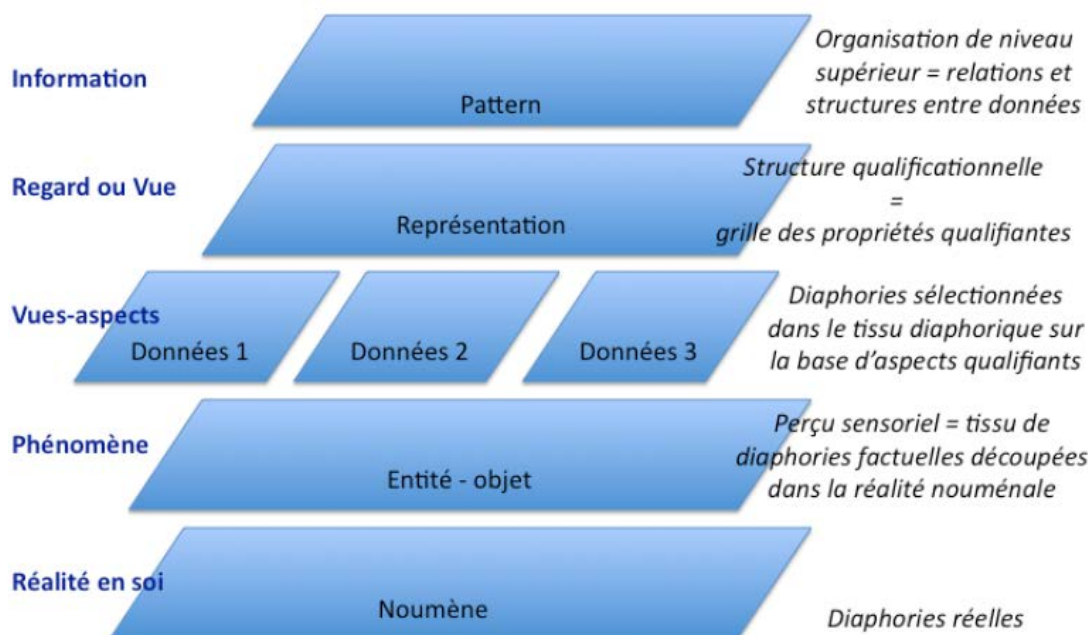 Information
Pattern
Organisation de niveau
supérieur = relations et
structures entre données
Regard ou Vue
Représentation
Structure qualificationnelle
=
grille des propriétés qualifiantes
Vues-aspects
Données 1
Données 2
Données 3
Diaphories sélectionnées
dans le tissu diaphorique sur
la base d'aspects qualifiants
Phénomène
Entité - objet
Perçu sensoriel = tissu de
diaphories factuelles découpées
dans la réalité nouménale
Réalité en soi
Noumène
Diaphories réelles